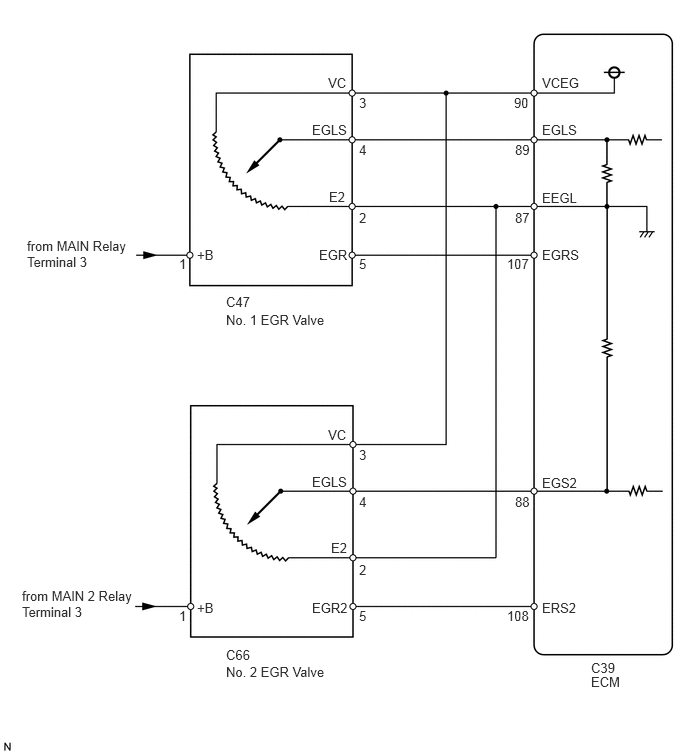 VC
3
90
VCEG
EGLS
4
89
EGLS
E2
2
87
EEGL
from MAIN Relay
Terminal 3
1
+B
EGR
5
107
EGRS
C47
No. 1 EGR Valve
VC
3
EGLS
4
88
EGS2
E2
2
from MAIN 2 Relay
Terminal 3
1
+B
EGR2
5
108
ERS2
C66
No. 2 EGR Valve
C39
ECM
N